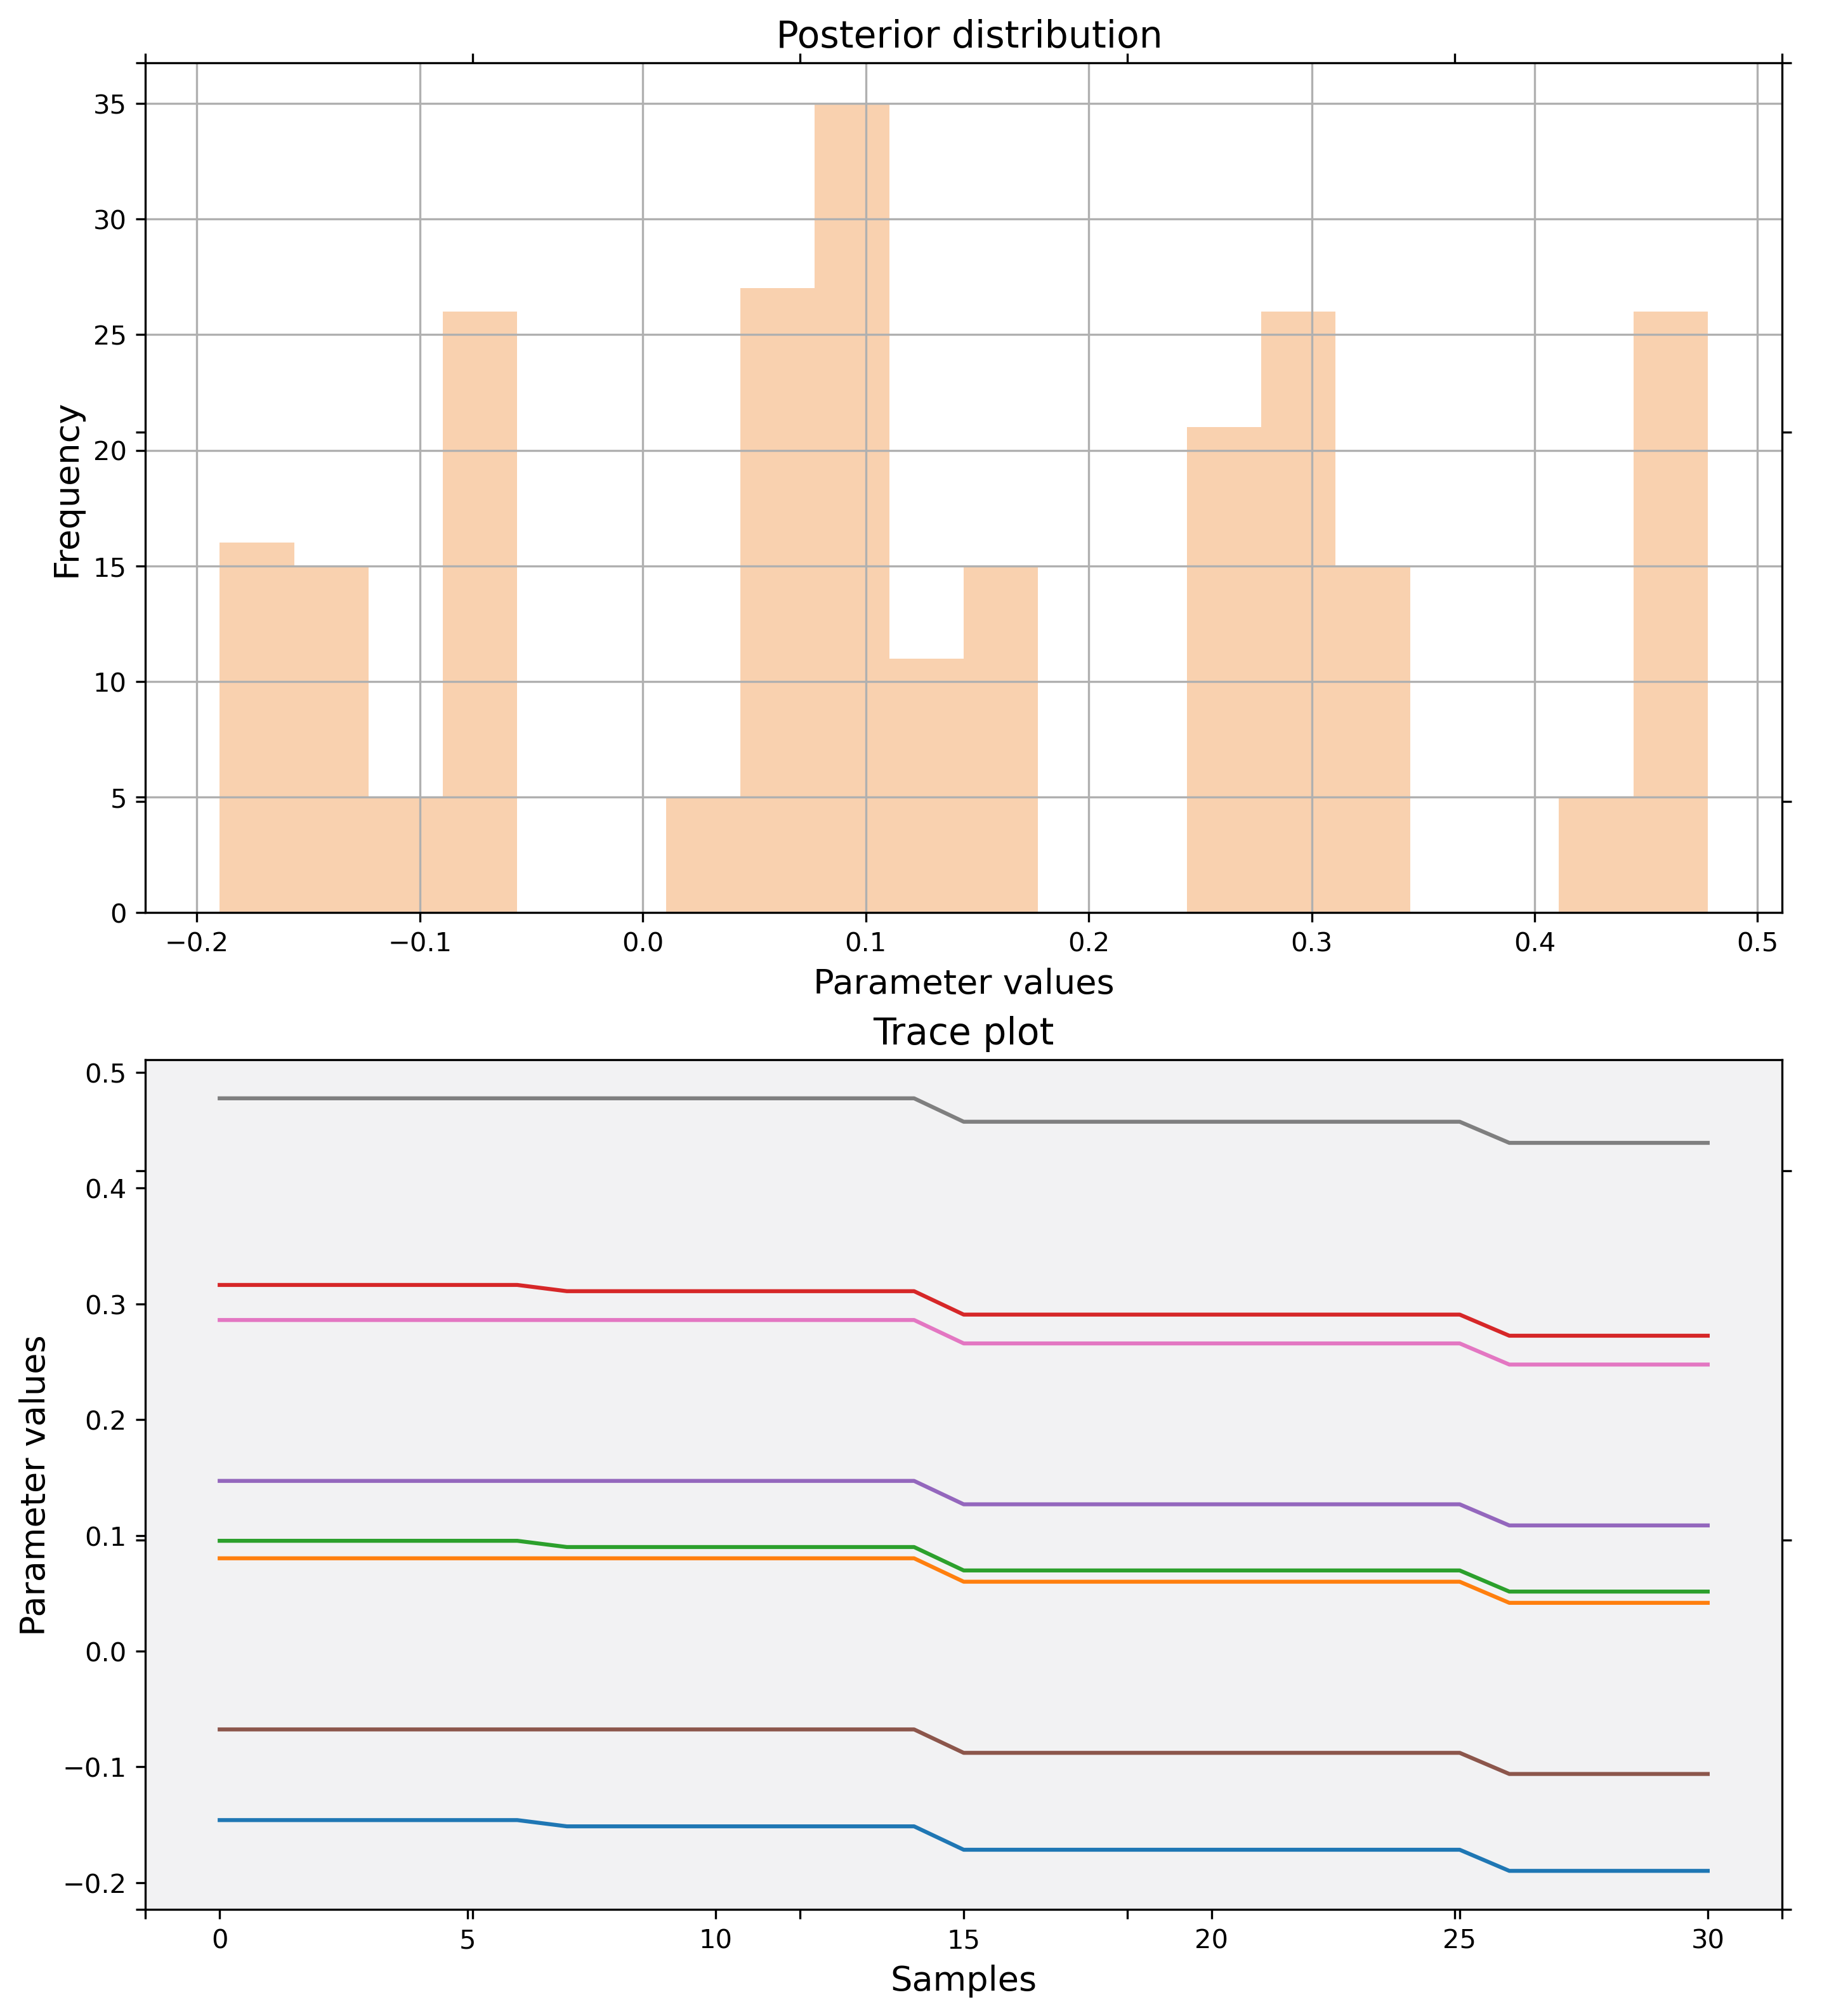 Posterior distribution
35
30
25
20
15
10
5
0
Frequency
−0.2 −0.1 0.0 0.1 0.2 0.3 0.4 0.5
Parameter values
Trace plot
0.5
0.4
0.3
0.2
0.1
0.0
−0.1
−0.2
Parameter values
0 5 10 15 20 25 30
Samples